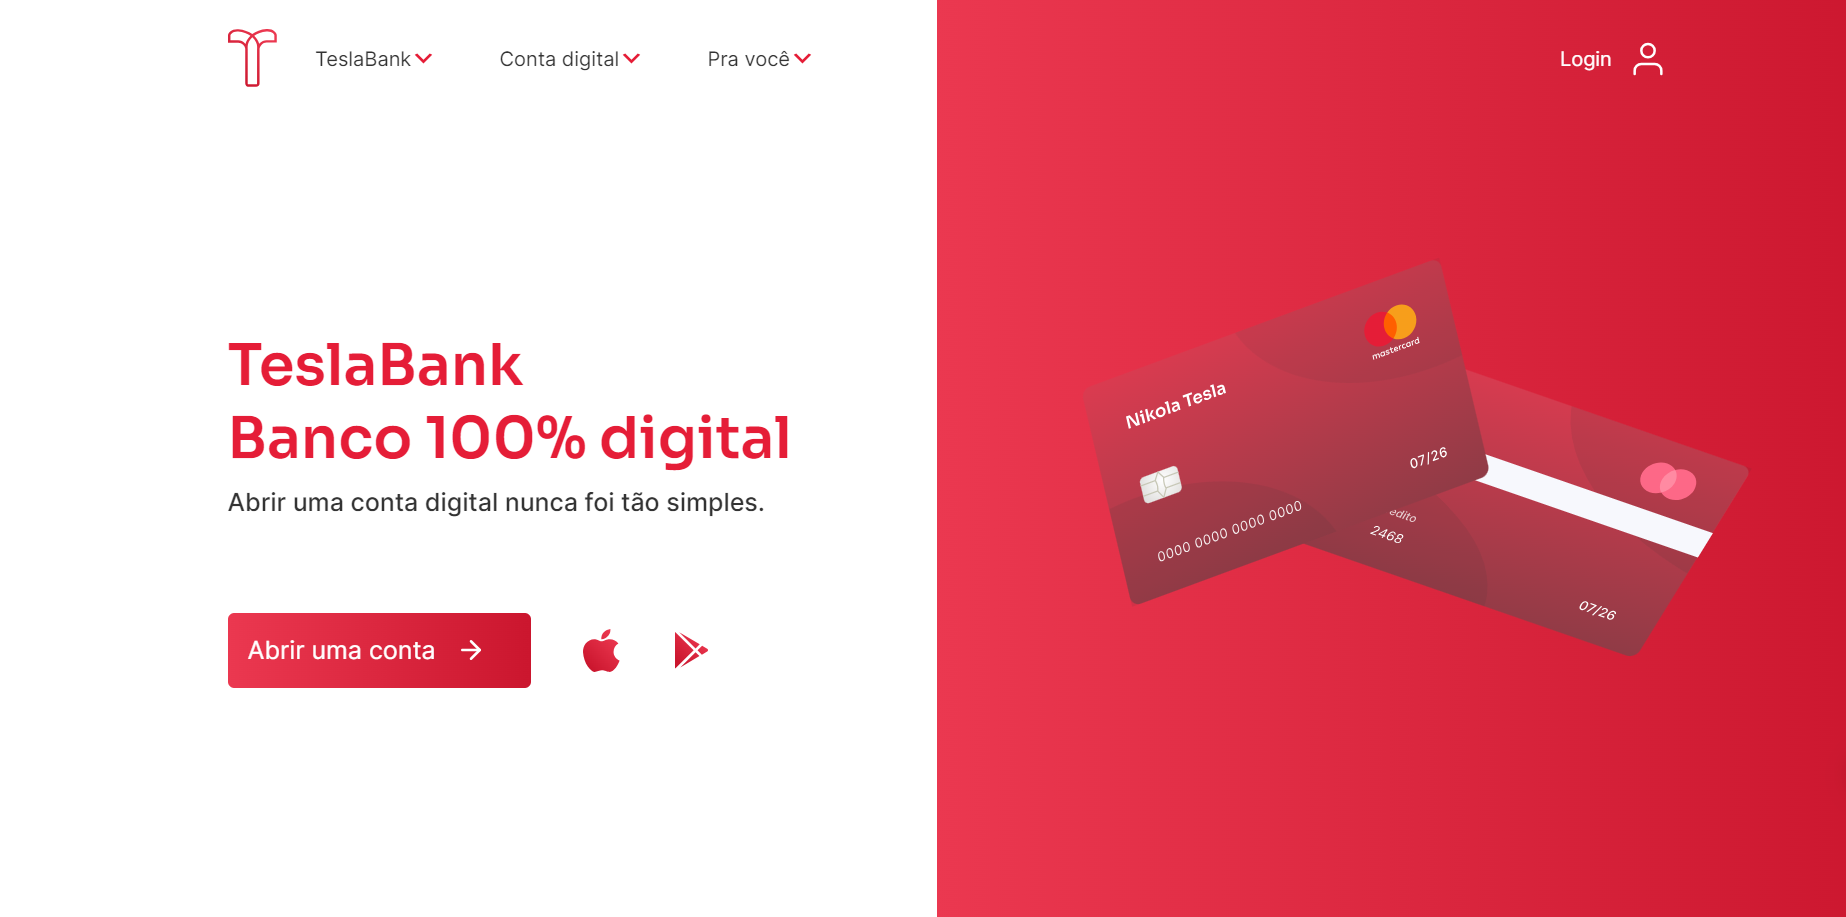 TeslaBank
Conta digital
Pra você
Login
TeslaBank
Banco 100% digital
Abrir uma conta digital nunca foi tão simples.
Abrir uma conta
mastercard
Nikola Tesla
07/26
0000 0000 0000 0000
edito
2468
07/26